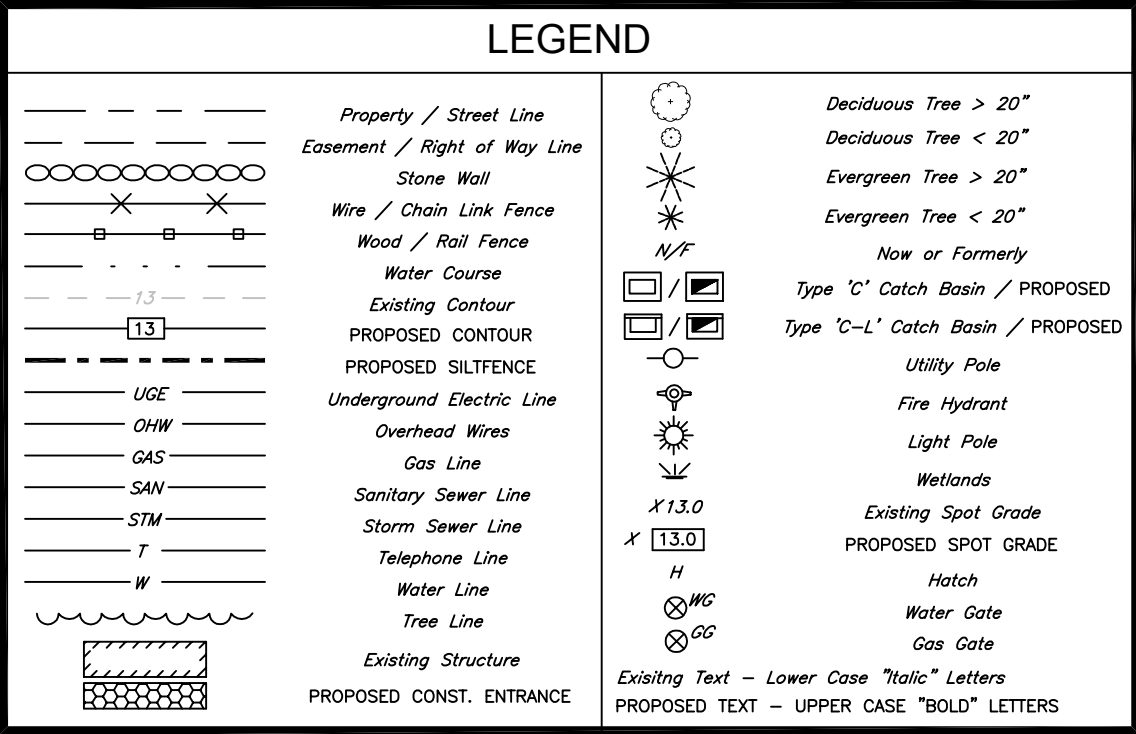 LEGEND
Property / Street Line
Easement / Right of Way Line
Stone Wall
Wire / Chain Link Fence
Wood / Rail Fence
Water Course
13 Existing Contour
13 PROPOSED CONTOUR
PROPOSED SILTFENCE
UGE Underground Electric Line
OHW Overhead Wires
GAS Gas Line
SAN Sanitary Sewer Line
STM Storm Sewer Line
T Telephone Line
W Water Line
Tree Line
Existing Structure
PROPOSED CONST. ENTRANCE
Deciduous Tree > 20"
Deciduous Tree < 20"
Evergreen Tree > 20"
Evergreen Tree < 20"
N/F Now or Formerly
/ Type 'C' Catch Basin / PROPOSED
/ Type 'C-L' Catch Basin / PROPOSED
Utility Pole
Fire Hydrant
Light Pole
Wetlands
X 13.0 Existing Spot Grade
X 13.0 PROPOSED SPOT GRADE
H Hatch
WG Water Gate
GG Gas Gate
Exisitng Text - Lower Case "Italic" Letters
PROPOSED TEXT - UPPER CASE "BOLD" LETTERS